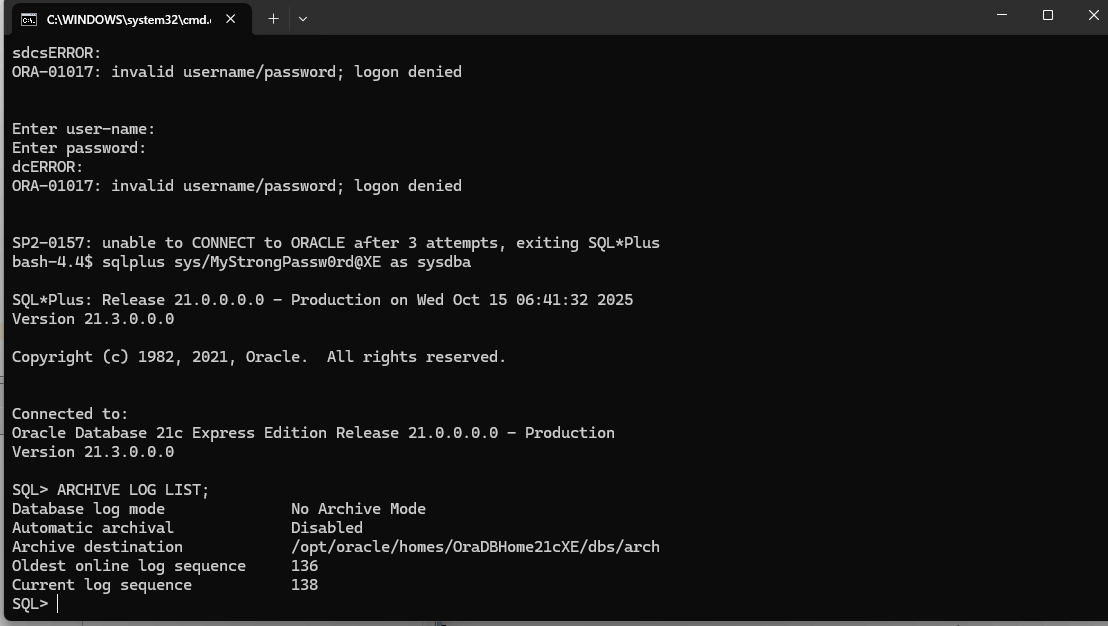 C:\WINDOWS\system32\cmd.
sdcsERROR:
ORA-01017: invalid username/password; logon denied
Enter user-name:
Enter password:
dcERROR:
ORA-01017: invalid username/password; logon denied
SP2-0157: unable to CONNECT to ORACLE after 3 attempts, exiting SQL*Plus
bash-4.4$ sqlplus sys/MyStrongPassw0rd@XE as sysdba
SQL*Plus: Release 21.0.0.0.0 - Production on Wed Oct 15 06:41:32 2025
Version 21.3.0.0.0
Copyright (c) 1982, 2021, Oracle.  All rights reserved.
Connected to:
Oracle Database 21c Express Edition Release 21.0.0.0.0 - Production
Version 21.3.0.0.0
SQL> ARCHIVE LOG LIST;
Database log mode              No Archive Mode
Automatic archival             Disabled
Archive destination            /opt/oracle/homes/OraDBHome21cXE/dbs/arch
Oldest online log sequence     136
Current log sequence           138
SQL>